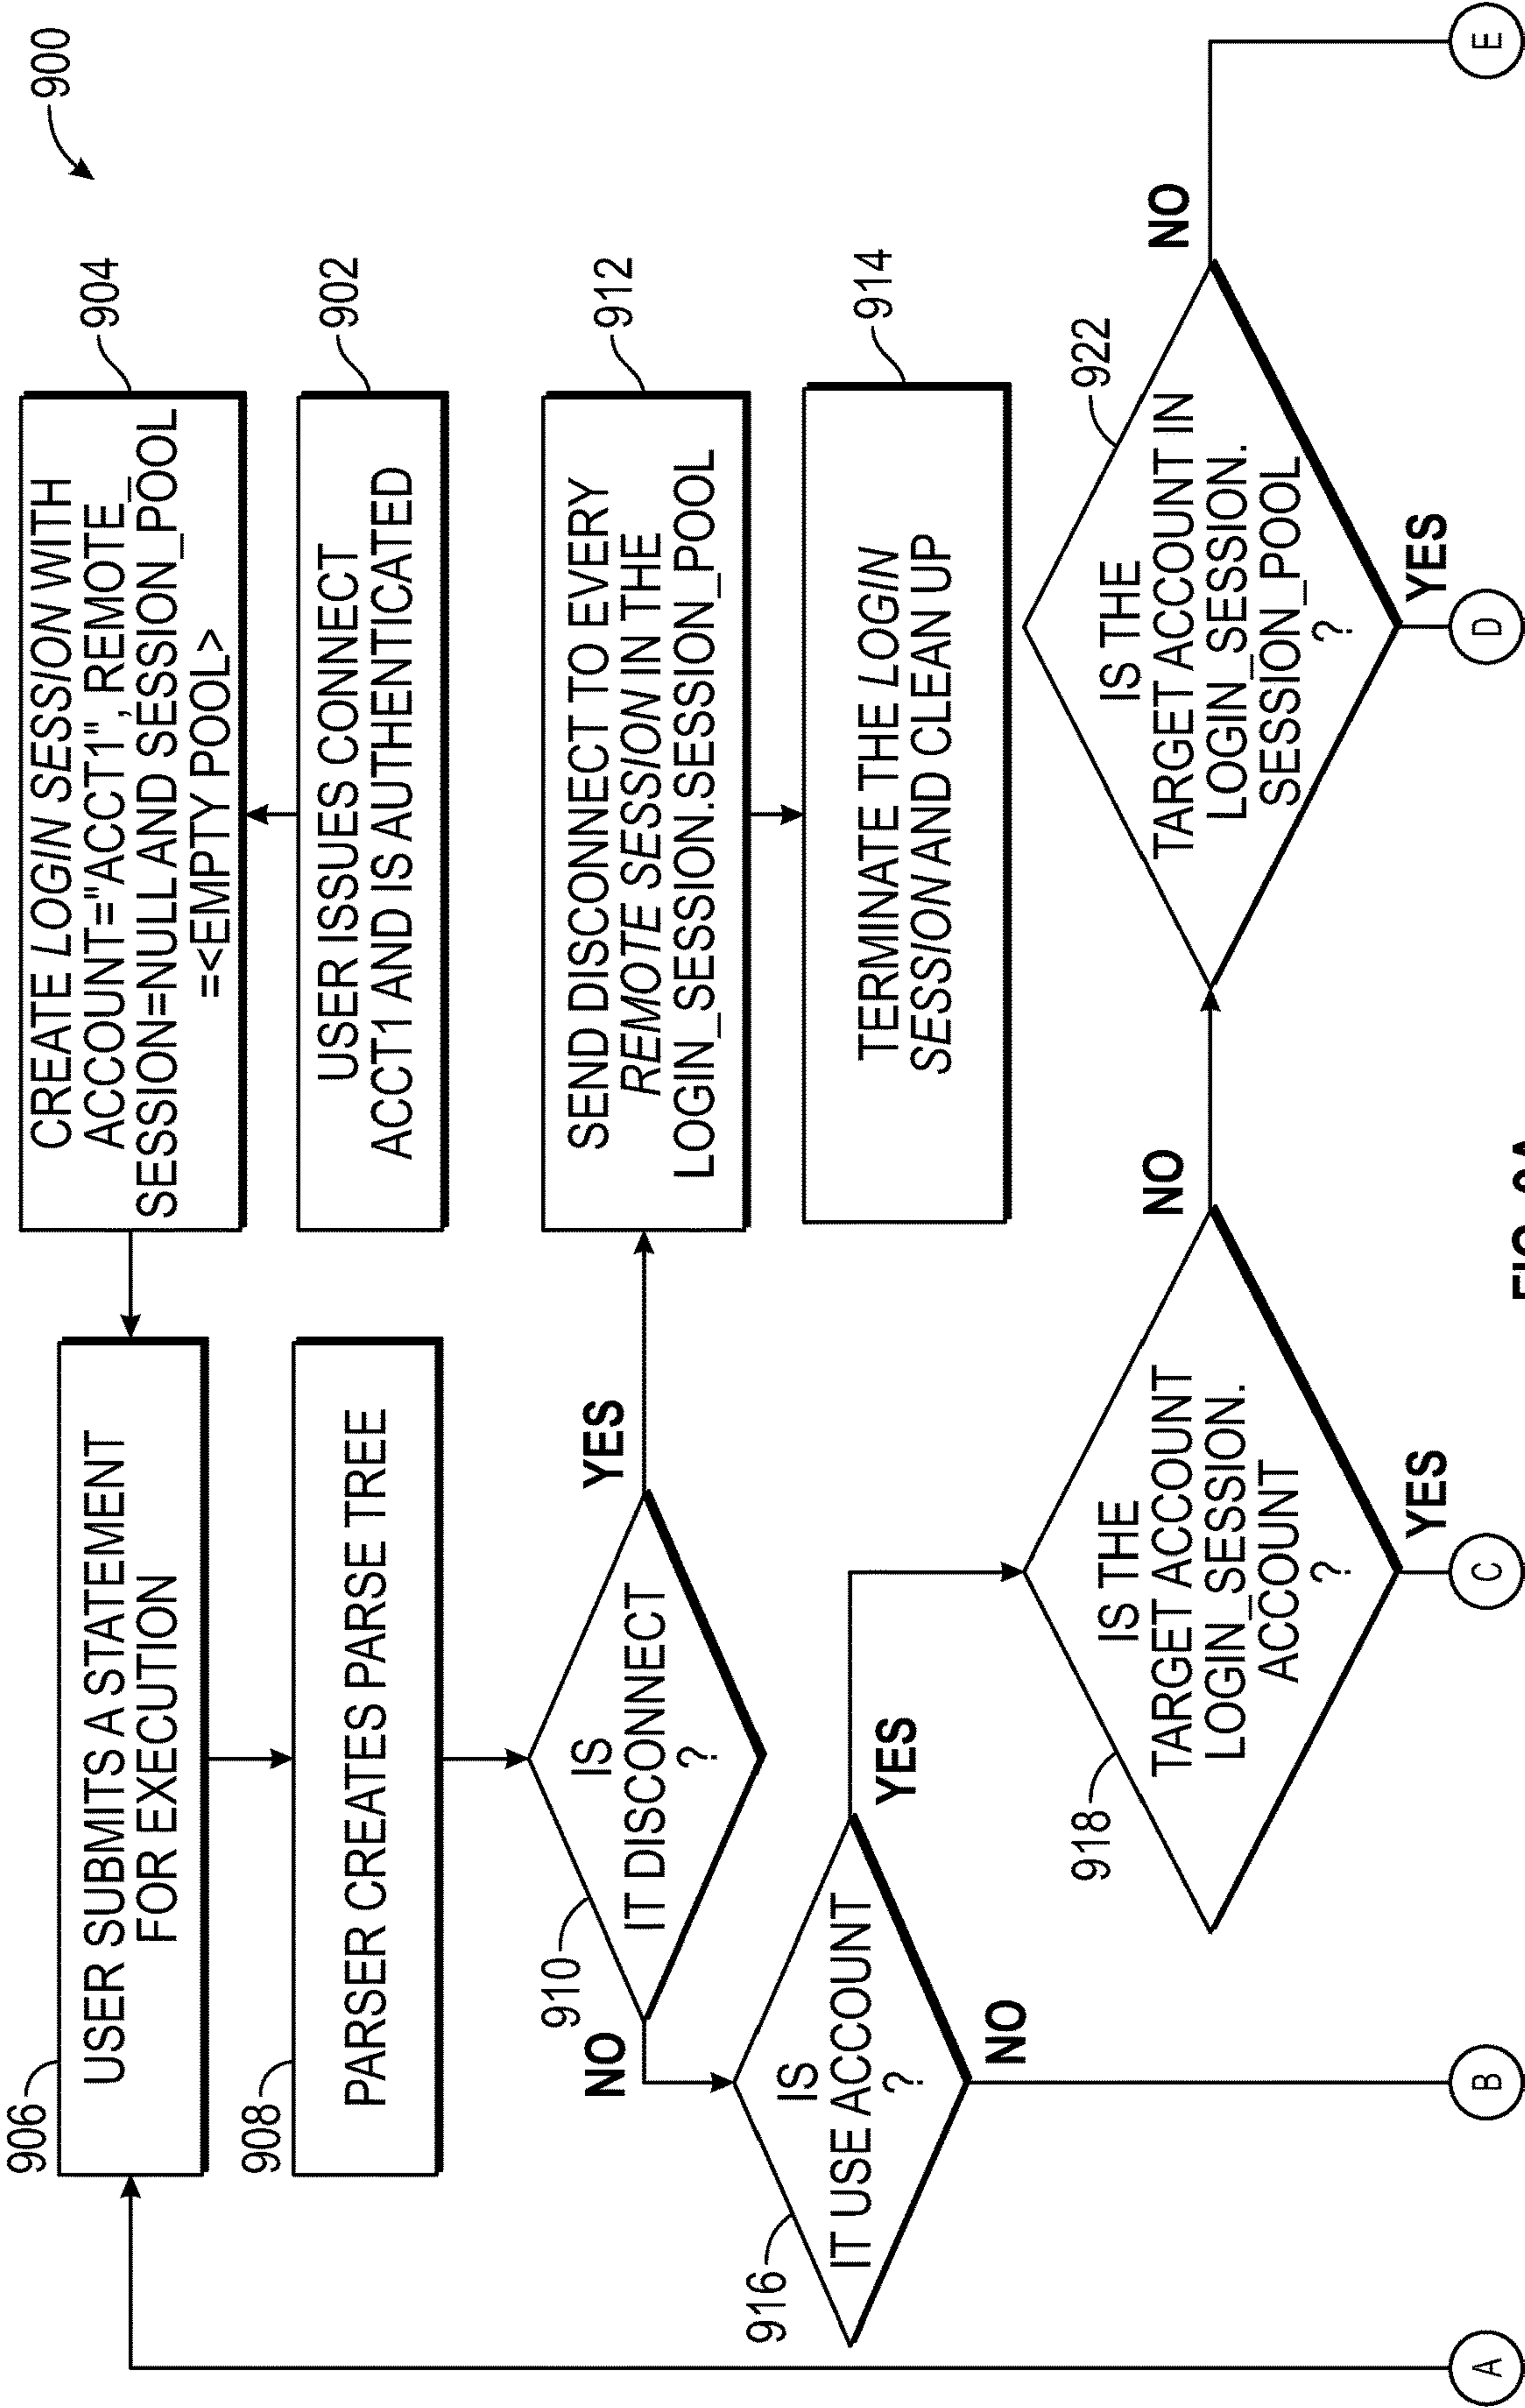 900
904
CREATE LOGIN SESSION WITH
ACCOUNT="ACCT1", REMOTE_
SESSION=NULL AND SESSION_POOL
=<EMPTY POOL>
902
USER ISSUES CONNECT
ACCT1 AND IS AUTHENTICATED
906
USER SUBMITS A STATEMENT
FOR EXECUTION
908
PARSER CREATES PARSE TREE
910
IS
IT DISCONNECT
?
YES
NO
912
SEND DISCONNECT TO EVERY
REMOTE SESSION IN THE
LOGIN_SESSION.SESSION_POOL
914
TERMINATE THE LOGIN
SESSION AND CLEAN UP
916
IS
IT USE ACCOUNT
?
YES
NO
918
IS THE
TARGET ACCOUNT
LOGIN_SESSION.
ACCOUNT
?
NO
YES
922
IS THE
TARGET ACCOUNT IN
LOGIN_SESSION.
SESSION_POOL
?
NO
YES
A
B
C
D
E